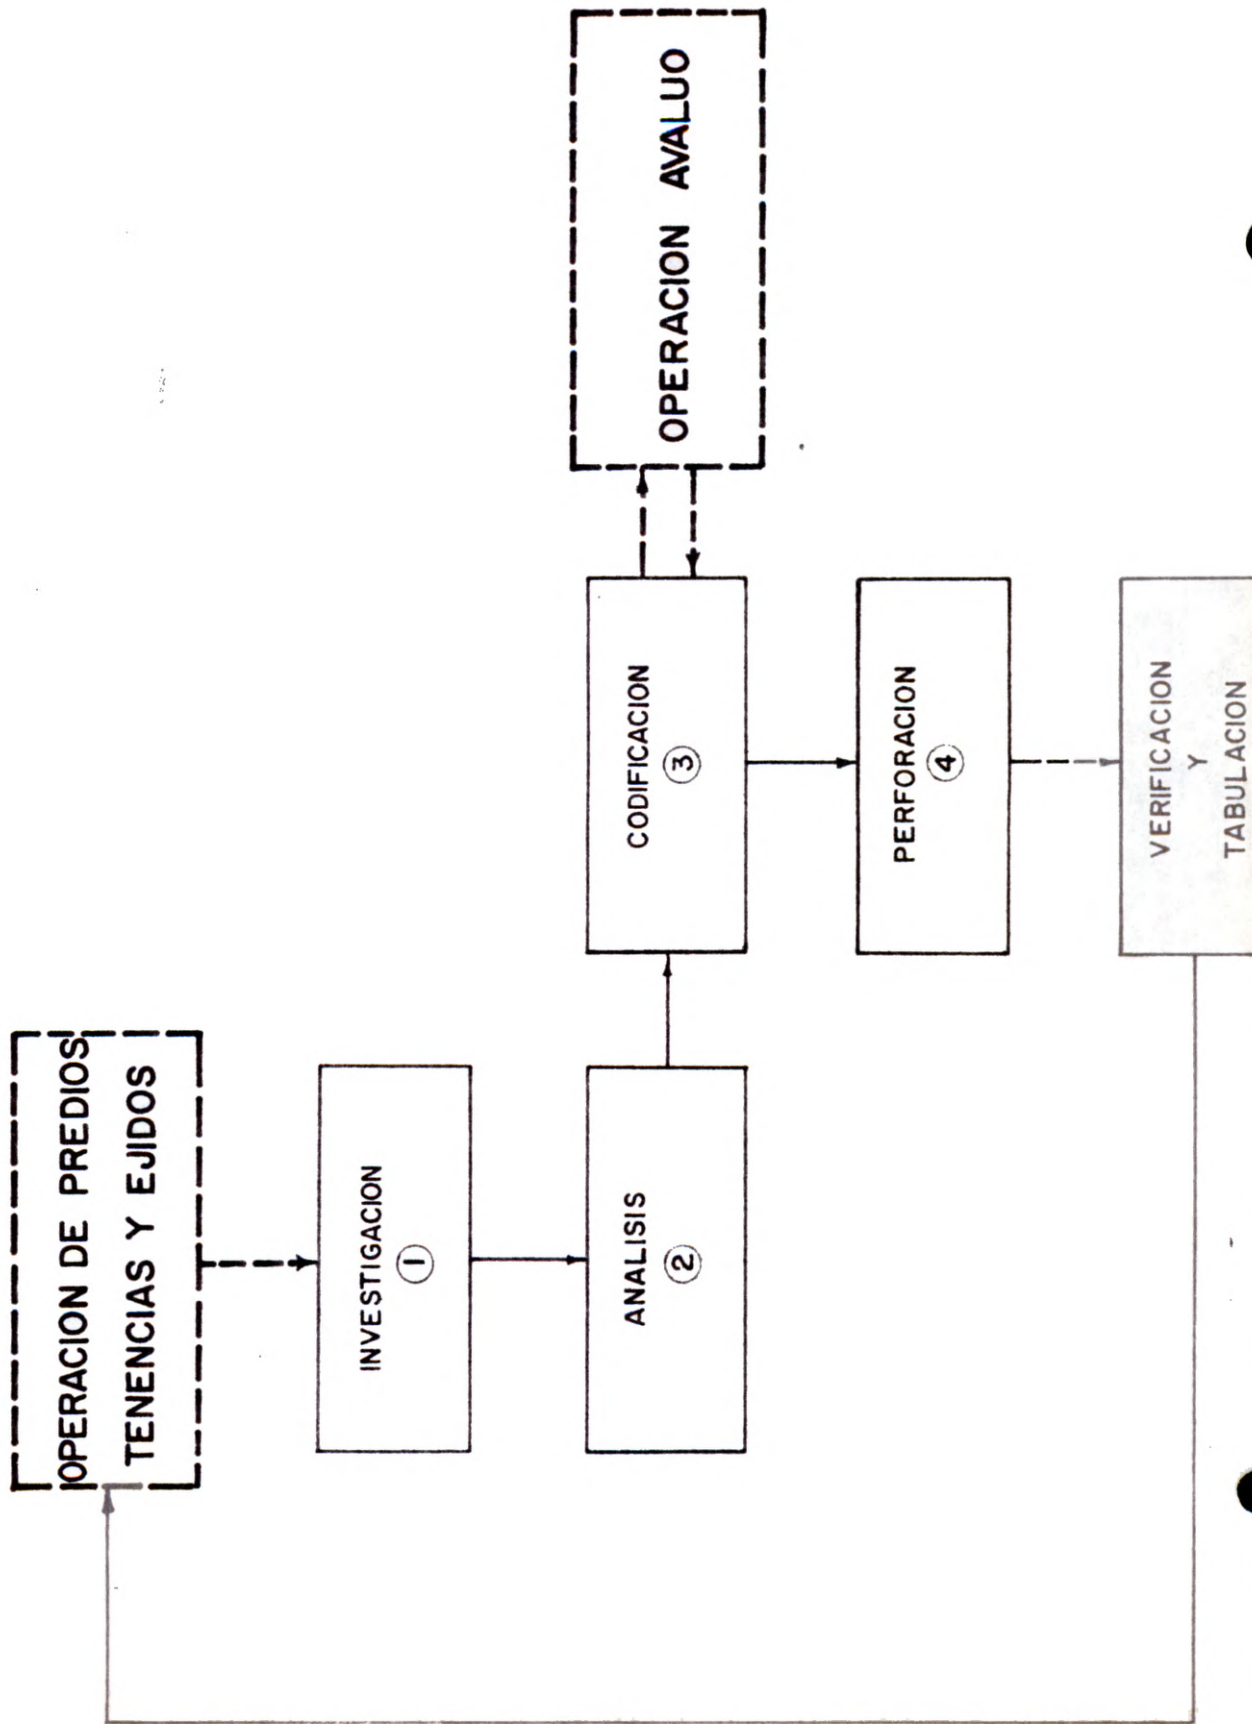 OPERACION DE PREDIOS
TENENCIAS Y EJIDOS
INVESTIGACION
1
ANALISIS
2
CODIFICACION
3
OPERACION AVALUO
PERFORACION
4
VERIFICACION
Y
TABULACION